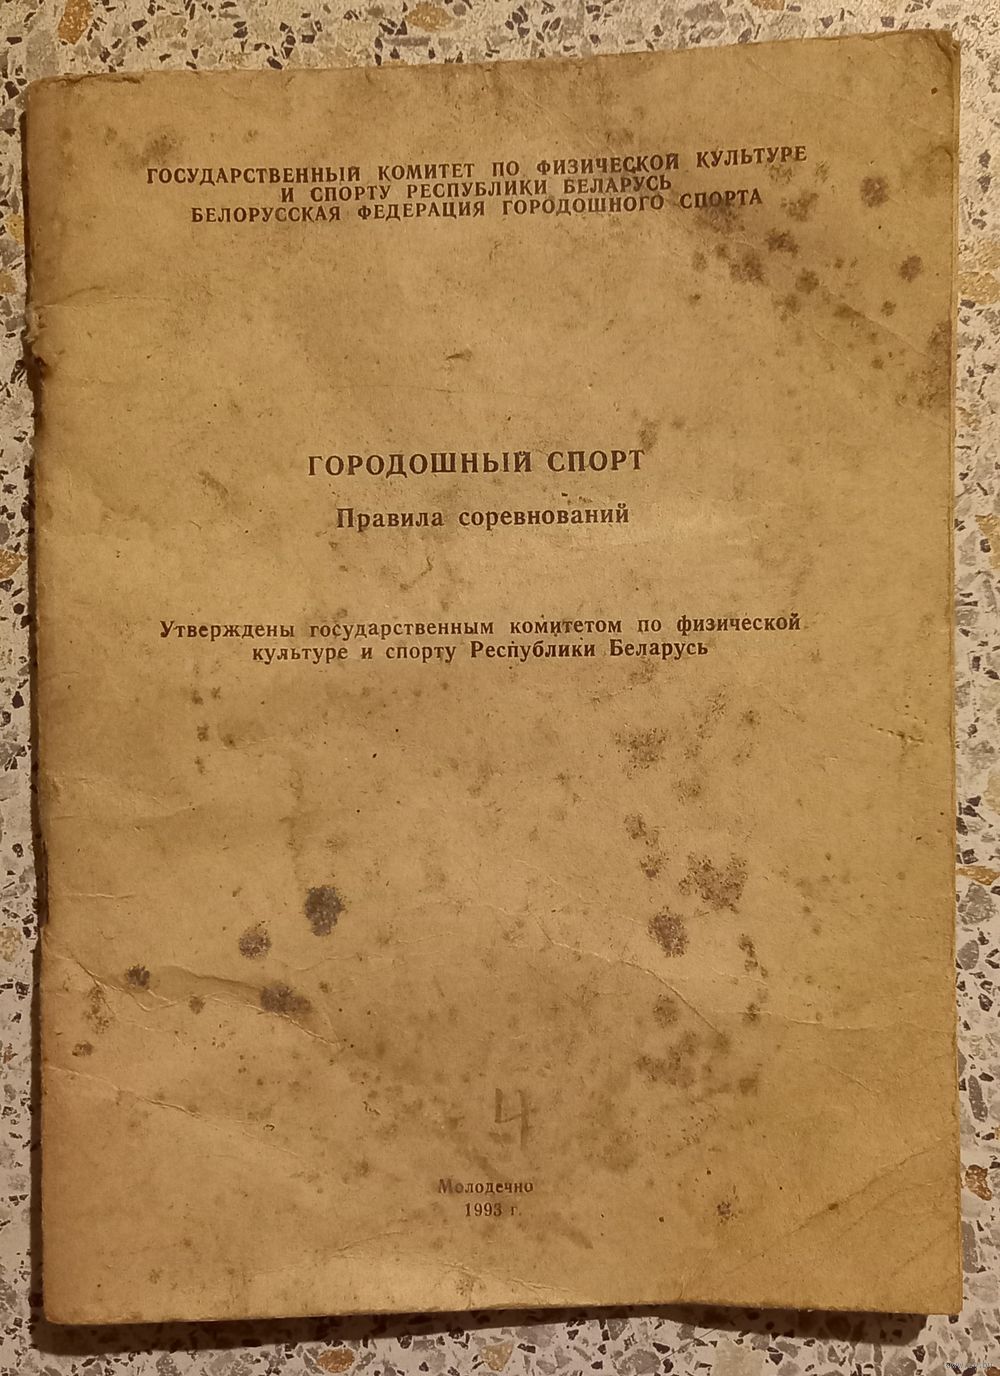 ГОСУДАРСТВЕННЫЙ КОМИТЕТ ПО ФИЗИЧЕСКОЙ КУЛЬТУРЕ
И СПОРТУ РЕСПУБЛИКИ БЕЛАРУСЬ
БЕЛОРУССКАЯ ФЕДЕРАЦИЯ ГОРОДОШНОГО СПОРТА
ГОРОДОШНЫЙ СПОРТ
Правила соревнований
Утверждены государственным комитетом по физической
культуре и спорту Республики Беларусь
4
Молодечно
1993 г.